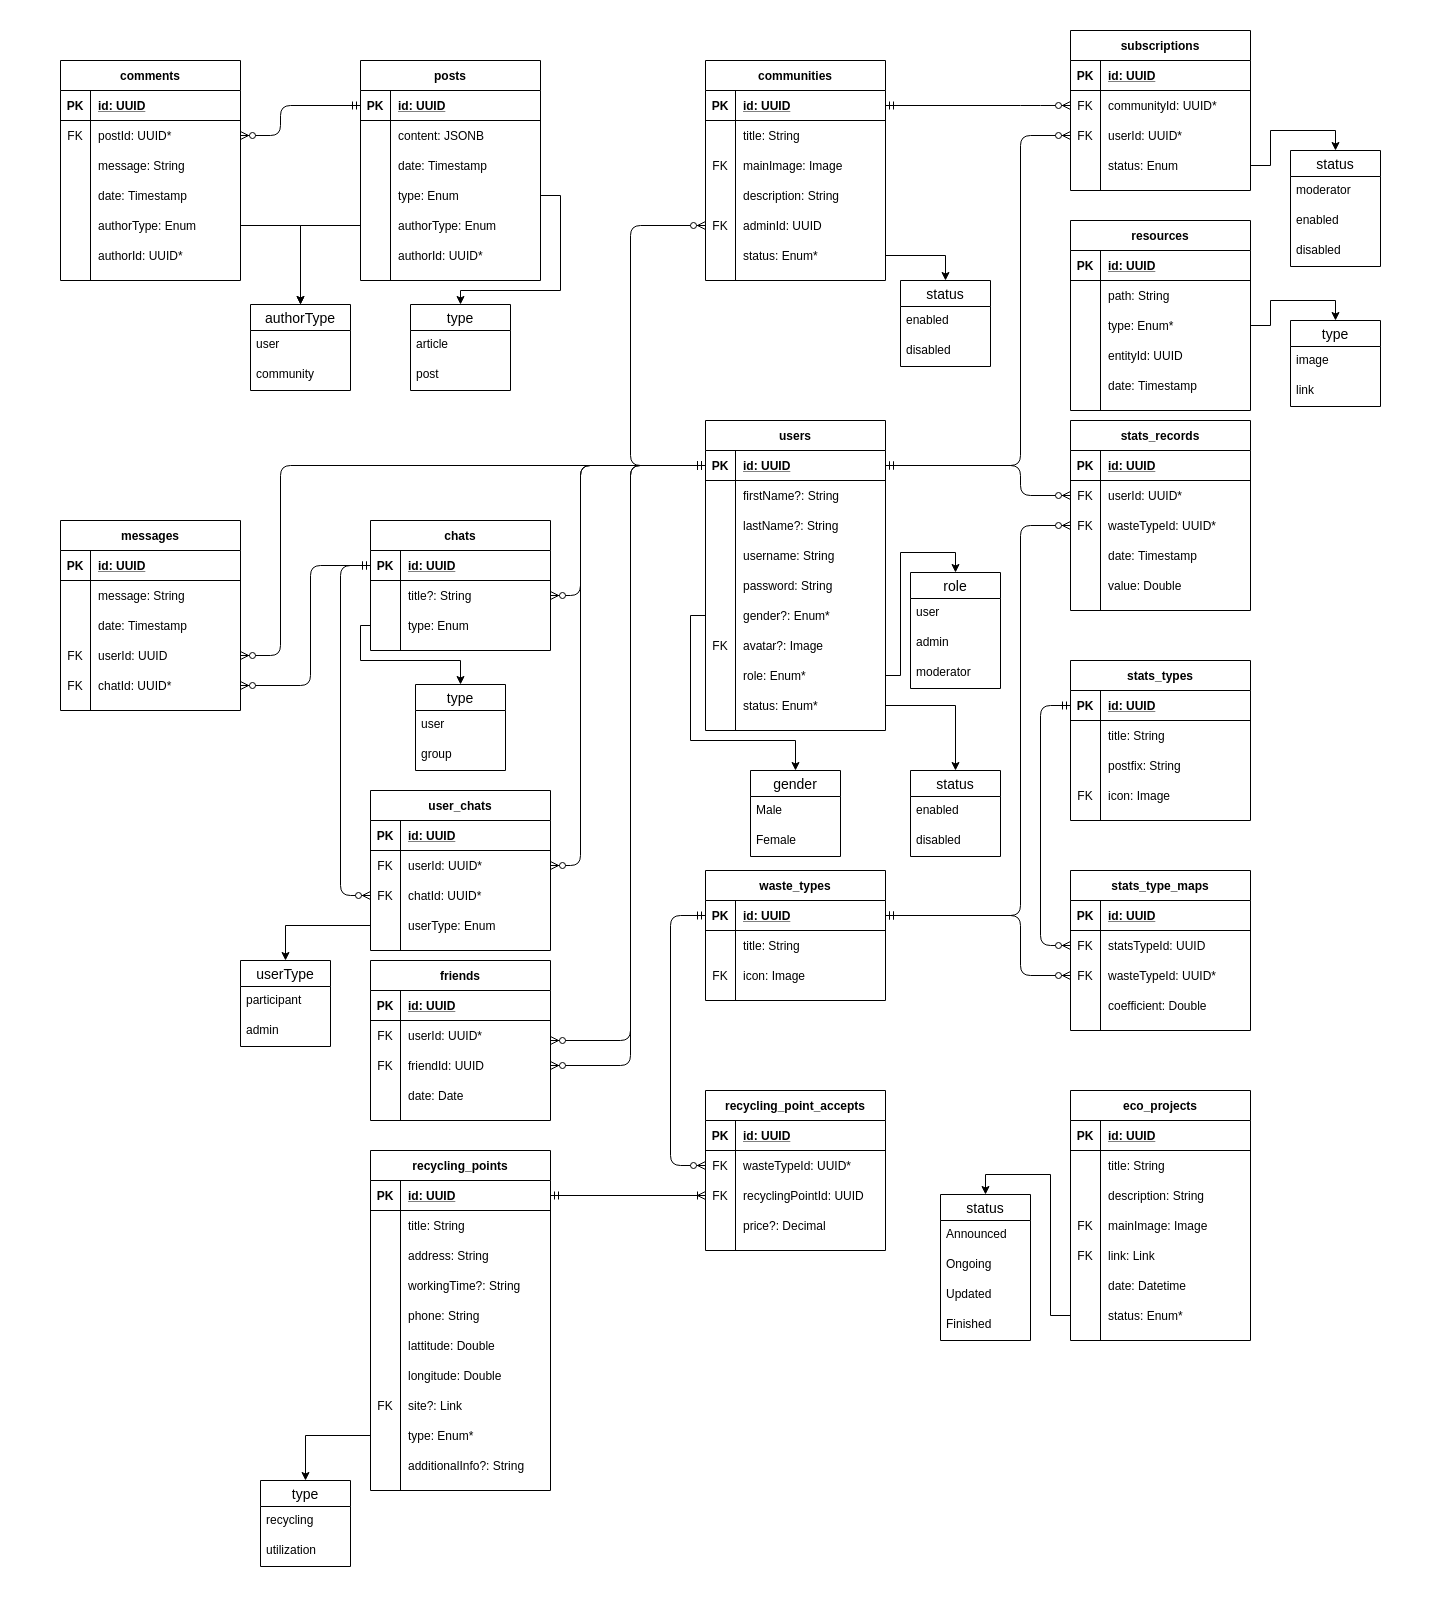 comments
PK id: UUID
FK postId: UUID*
message: String
date: Timestamp
authorType: Enum
authorId: UUID*
posts
PK id: UUID
content: JSONB
date: Timestamp
type: Enum
authorType: Enum
authorId: UUID*
authorType
user
community
type
article
post
communities
PK id: UUID
title: String
FK mainImage: Image
description: String
FK adminId: UUID
status: Enum*
status
enabled
disabled
subscriptions
PK id: UUID
FK communityId: UUID*
FK userId: UUID*
status: Enum
status
moderator
enabled
disabled
resources
PK id: UUID
path: String
type: Enum*
entityId: UUID
date: Timestamp
type
image
link
messages
PK id: UUID
message: String
date: Timestamp
FK userId: UUID
FK chatId: UUID*
chats
PK id: UUID
title?: String
type: Enum
type
user
group
users
PK id: UUID
firstName?: String
lastName?: String
username: String
password: String
gender?: Enum*
FK avatar?: Image
role: Enum*
status: Enum*
role
user
admin
moderator
gender
Male
Female
status
enabled
disabled
stats_records
PK id: UUID
FK userId: UUID*
FK wasteTypeId: UUID*
date: Timestamp
value: Double
stats_types
PK id: UUID
title: String
postfix: String
FK icon: Image
user_chats
PK id: UUID
FK userId: UUID*
FK chatId: UUID*
userType: Enum
userType
participant
admin
friends
PK id: UUID
FK userId: UUID*
FK friendId: UUID
date: Date
waste_types
PK id: UUID
title: String
FK icon: Image
stats_type_maps
PK id: UUID
FK statsTypeId: UUID
FK wasteTypeId: UUID*
coefficient: Double
recycling_points
PK id: UUID
title: String
address: String
workingTime?: String
phone: String
lattitude: Double
longitude: Double
FK site?: Link
type: Enum*
additionalInfo?: String
type
recycling
utilization
recycling_point_accepts
PK id: UUID
FK wasteTypeId: UUID*
FK recyclingPointId: UUID
price?: Decimal
eco_projects
PK id: UUID
title: String
description: String
FK mainImage: Image
FK link: Link
date: Datetime
status: Enum*
status
Announced
Ongoing
Updated
Finished